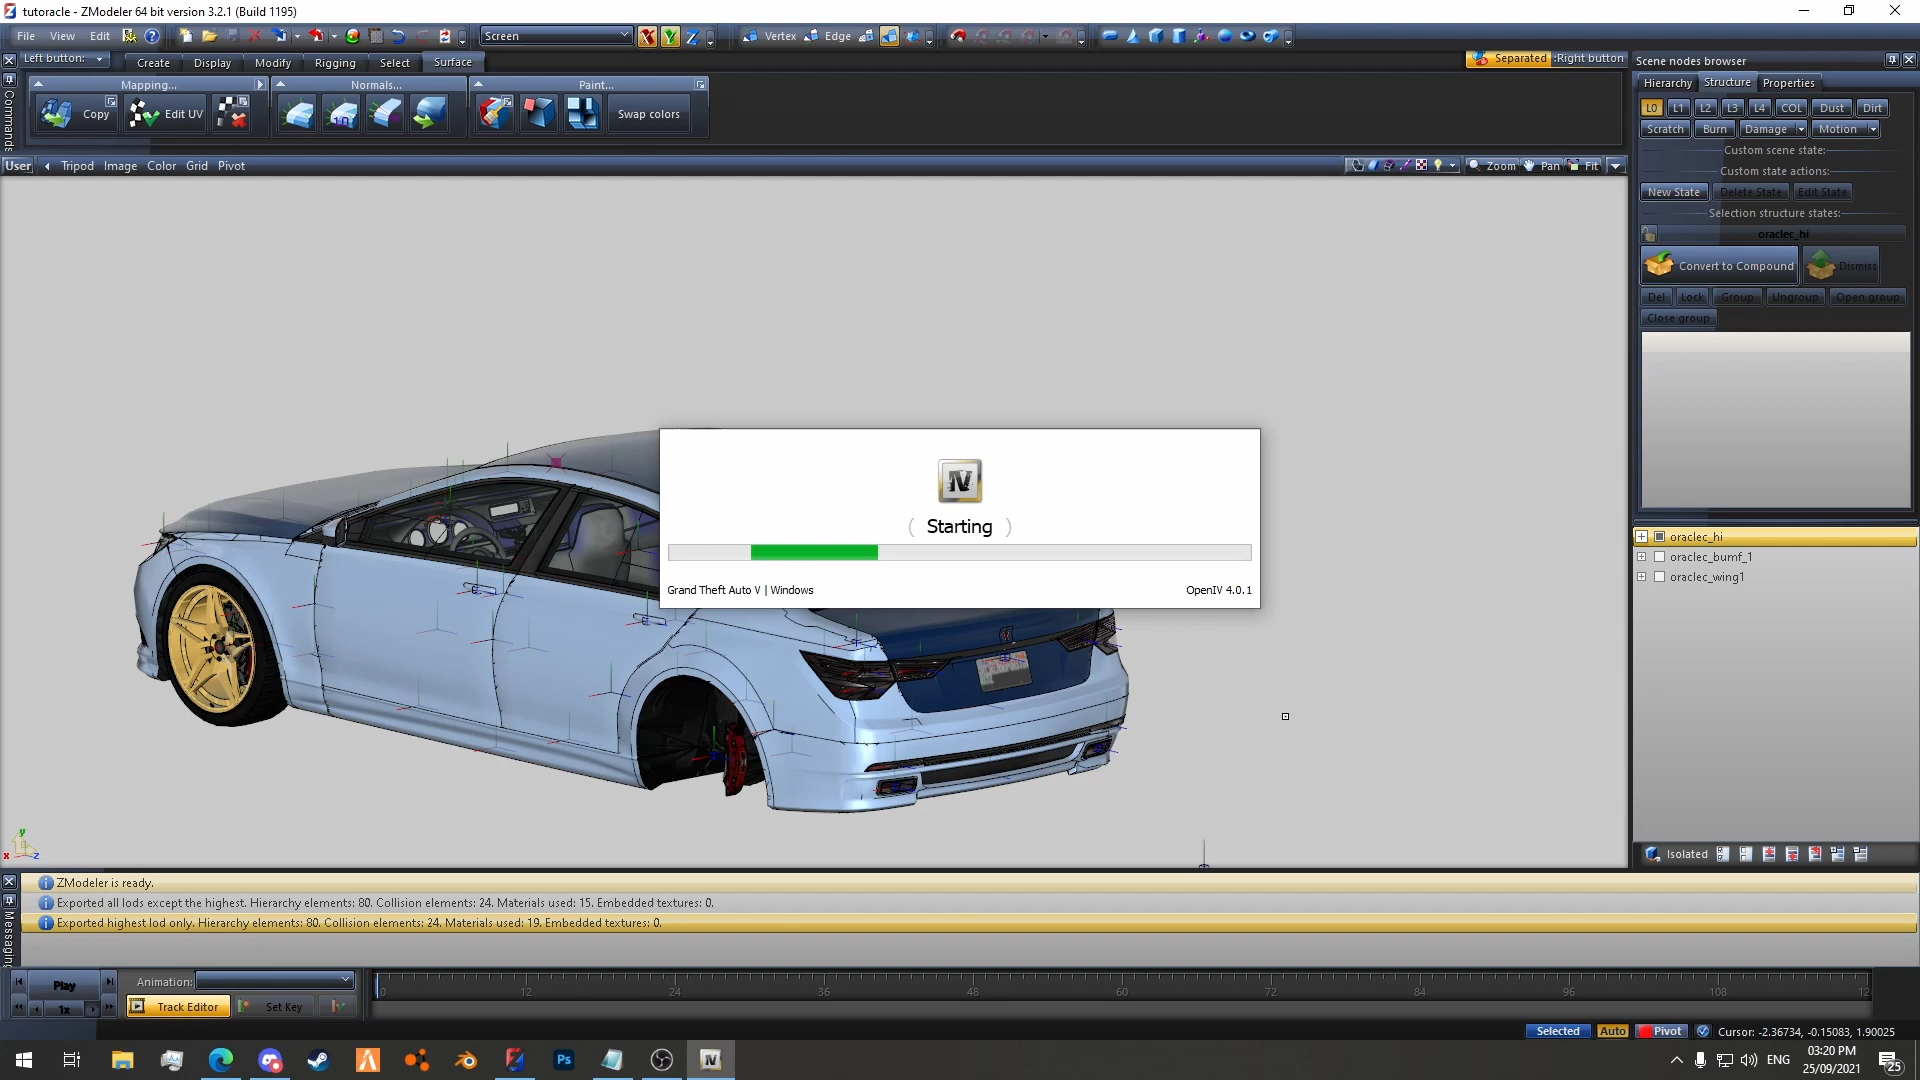 tutoracle - ZModeler 64 bit version 3.2.1 (Build 1195)
File View Edit
Screen
X Y Z
Vertex Edge
Left button:
Create Display Modify Rigging Select Surface
Separated :Right button
Mapping... Normals... Paint...
Copy Edit UV Swap colors
Commands
User Tripod Image Color Grid Pivot
Zoom Pan Fit
Scene nodes browser
Hierarchy Structure Properties
L0 L1 L2 L3 L4 COL Dust Dirt
Scratch Burn Damage Motion
Custom scene state:
Custom state actions:
New State Delete State Edit State
Selection structure states:
oraclec_hi
Convert to Compound Dismiss
Del Lock Group Ungroup Open group
Close group
oraclec_hi
oraclec_bumf_1
oraclec_wing1
Isolated
IV
Starting
Grand Theft Auto V | Windows OpenIV 4.0.1
y
x z
ZModeler is ready.
Exported all lods except the highest. Hierarchy elements: 80. Collision elements: 24. Materials used: 15. Embedded textures: 0.
Exported highest lod only. Hierarchy elements: 80. Collision elements: 24. Materials used: 19. Embedded textures: 0.
Messaging
Play Animation:
1x Track Editor Set Key
0 12 24 36 48 60 72 84 96 108 12
Selected Auto Pivot Cursor: -2.36734, -0.15083, 1.90025
Ps
IV
ENG
03:20 PM
25/09/2021
25